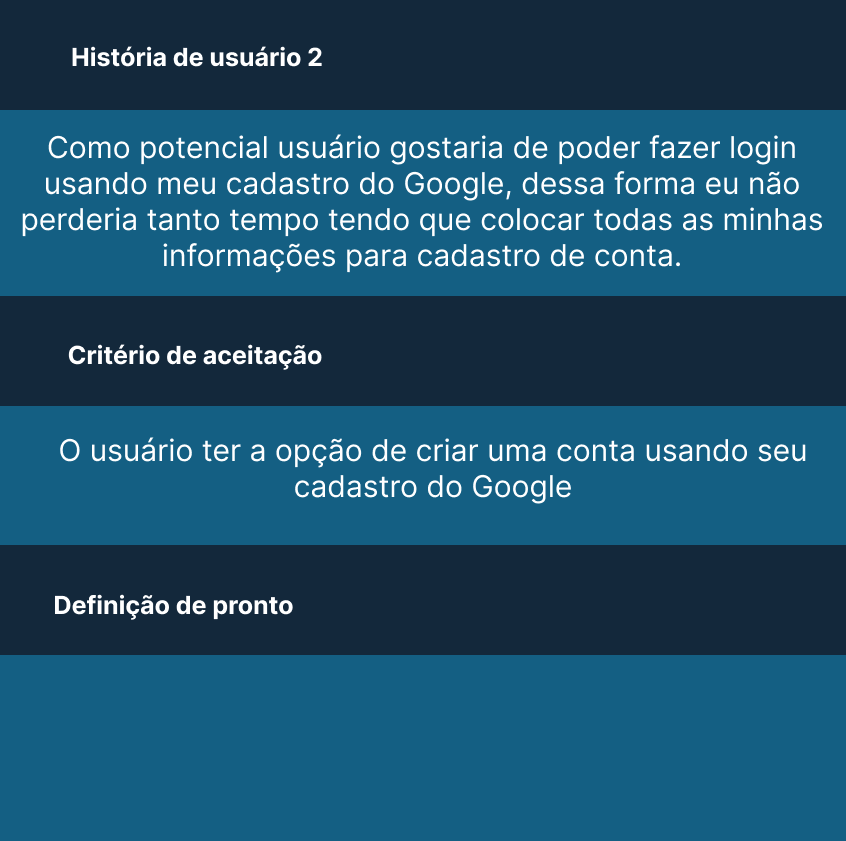 História de usuário 2
Como potencial usuário gostaria de poder fazer login
usando meu cadastro do Google, dessa forma eu não
perderia tanto tempo tendo que colocar todas as minhas
informações para cadastro de conta.
Critério de aceitação
O usuário ter a opção de criar uma conta usando seu
cadastro do Google
Definição de pronto